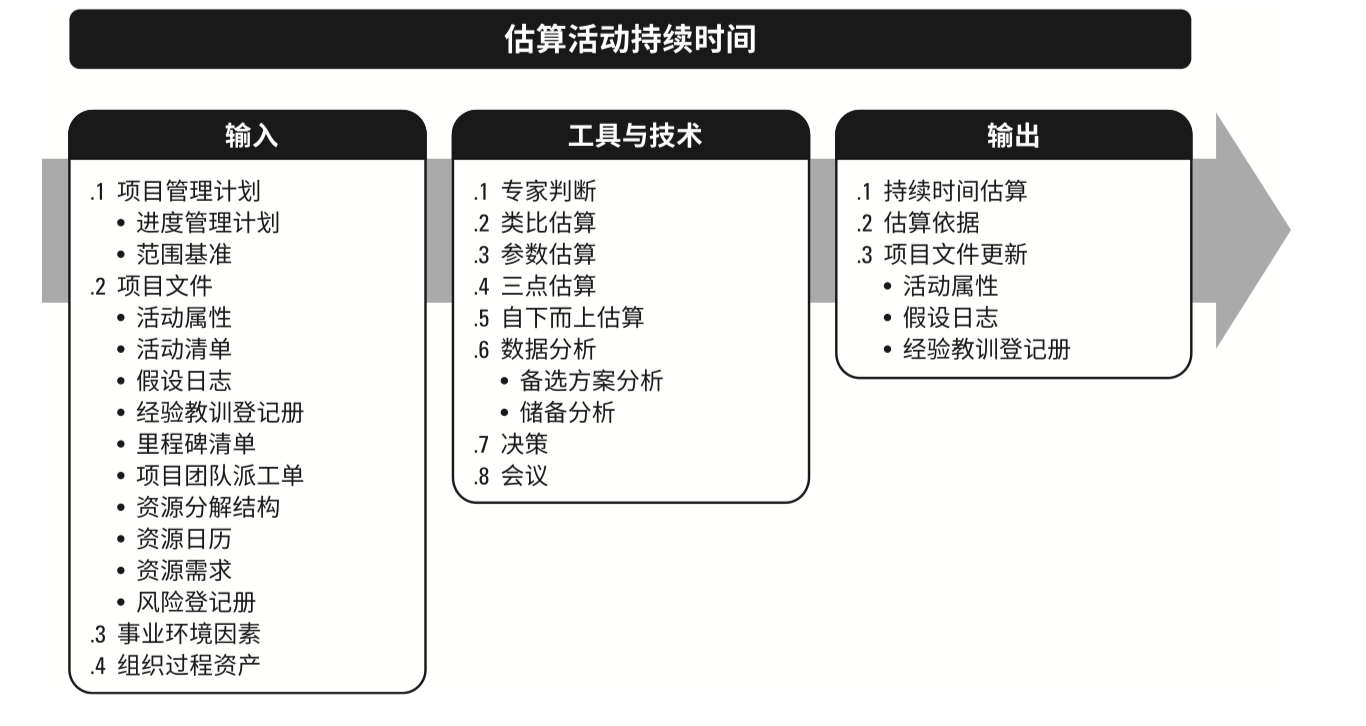 估算活动持续时间
输入
.1 项目管理计划
• 进度管理计划
• 范围基准
.2 项目文件
• 活动属性
• 活动清单
• 假设日志
• 经验教训登记册
• 里程碑清单
• 项目团队派工单
• 资源分解结构
• 资源日历
• 资源需求
• 风险登记册
.3 事业环境因素
.4 组织过程资产
工具与技术
.1 专家判断
.2 类比估算
.3 参数估算
.4 三点估算
.5 自下而上估算
.6 数据分析
• 备选方案分析
• 储备分析
.7 决策
.8 会议
输出
.1 持续时间估算
.2 估算依据
.3 项目文件更新
• 活动属性
• 假设日志
• 经验教训登记册